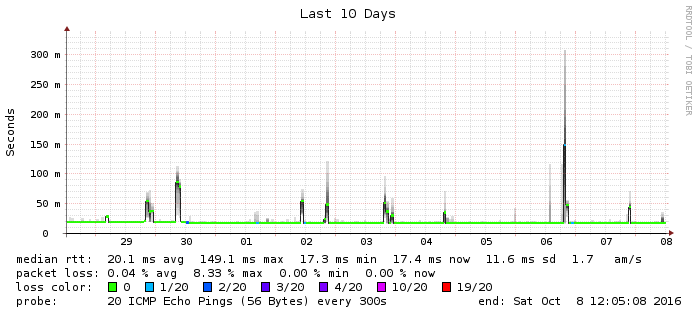 Last 10 Days
RRDTOOL / TOBI OETIKER
Seconds
300 m
250 m
200 m
150 m
100 m
50 m
0
29 30 01 02 03 04 05 06 07 08
median rtt: 20.1 ms avg 149.1 ms max 17.3 ms min 17.4 ms now 11.6 ms sd 1.7 am/s
packet loss: 0.04 % avg 8.33 % max 0.00 % min 0.00 % now
loss color: 0 1/20 2/20 3/20 4/20 10/20 19/20
probe: 20 ICMP Echo Pings (56 Bytes) every 300s end: Sat Oct 8 12:05:08 2016